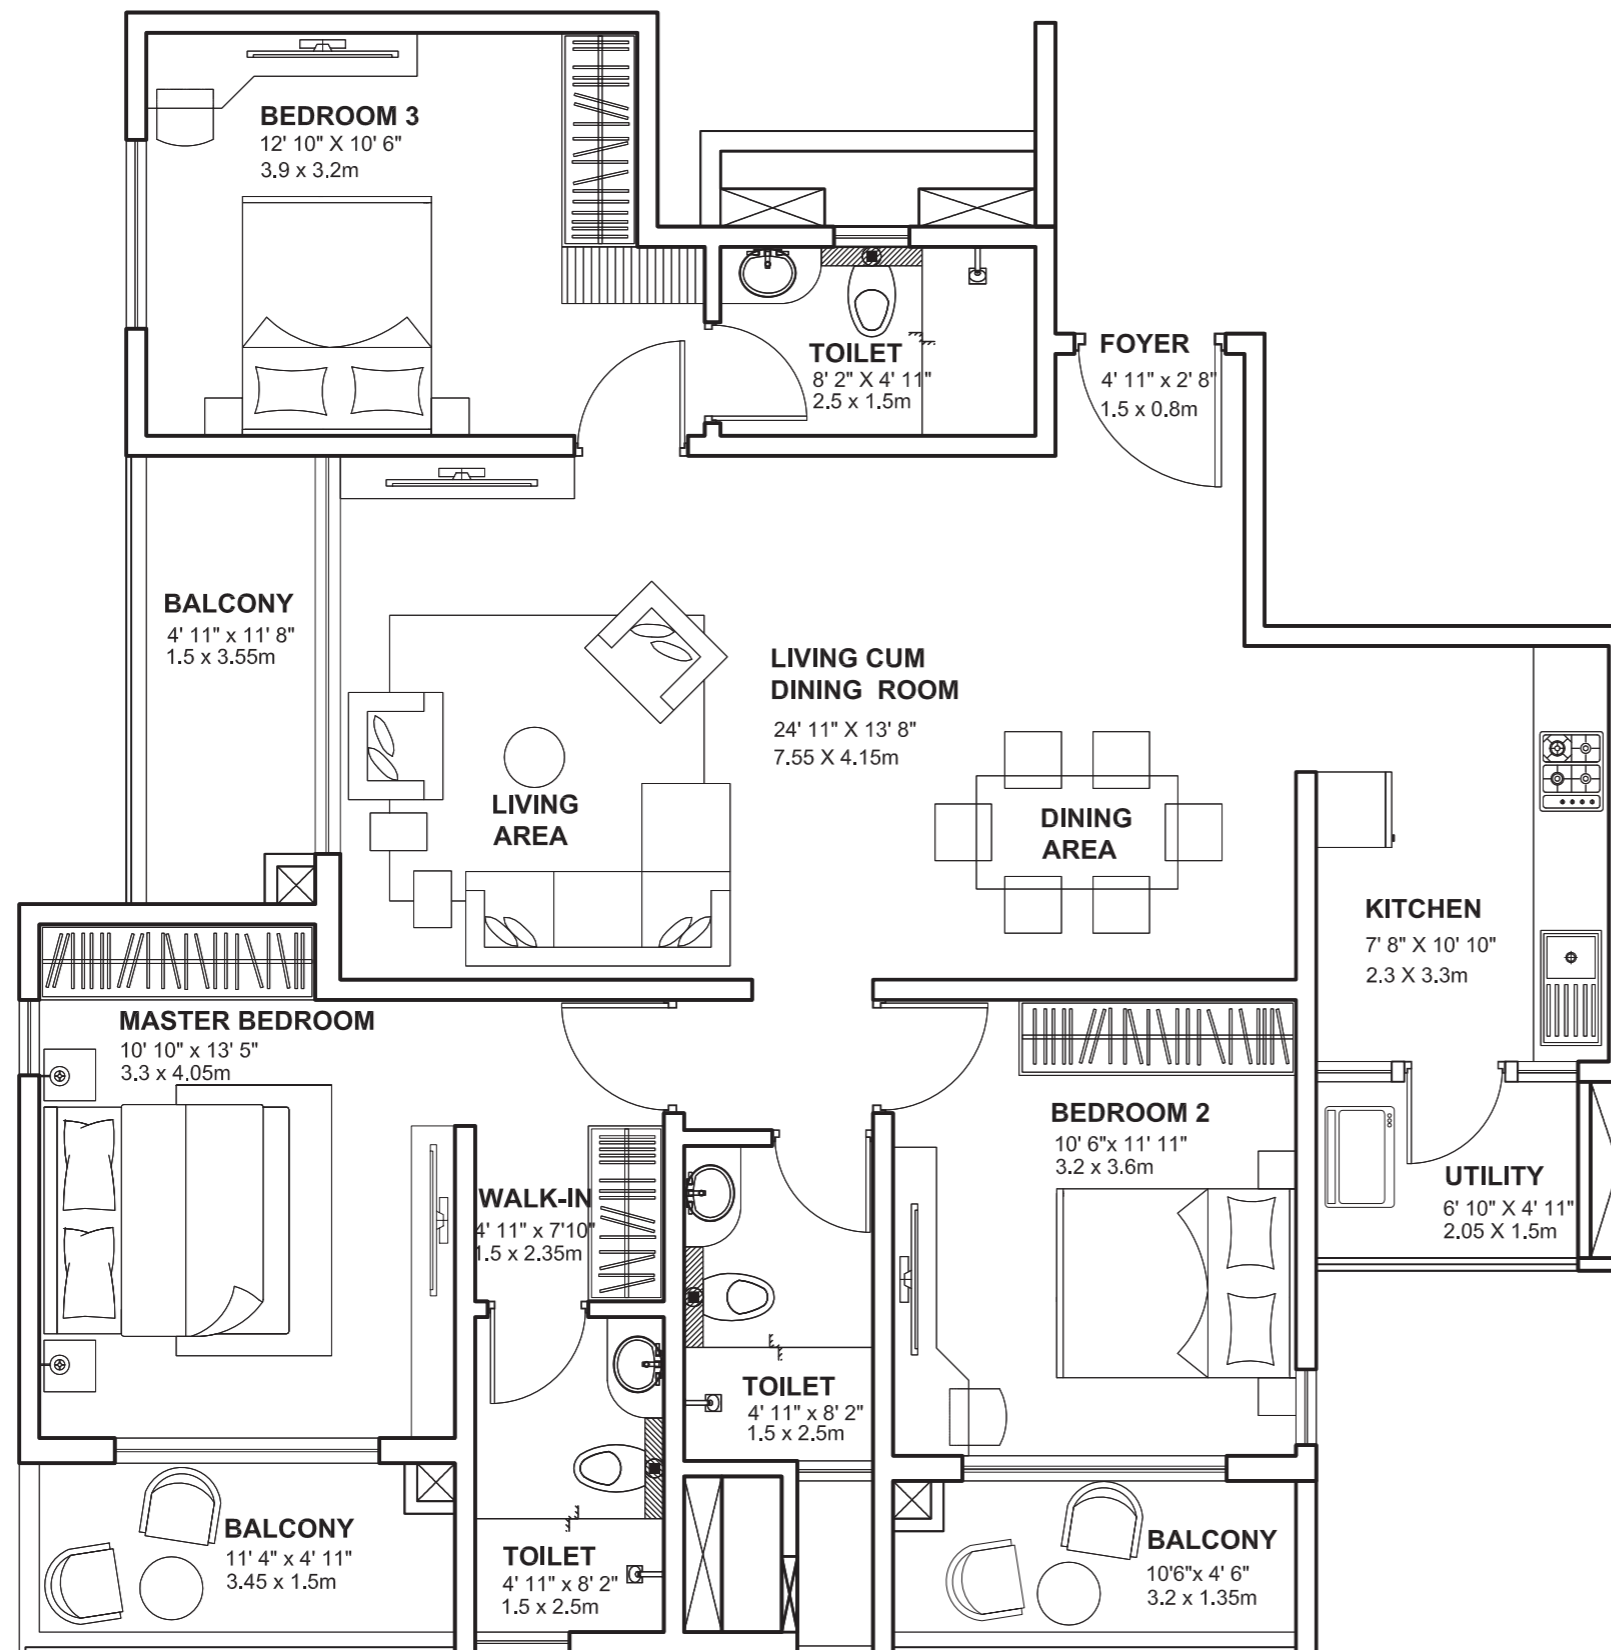 BEDROOM 3
12' 10" X 10' 6"
3.9 x 3.2m
TOILET
8' 2" X 4' 11"
2.5 x 1.5m
FOYER
4' 11" x 2' 8"
1.5 x 0.8m
BALCONY
4' 11" x 11' 8"
1.5 x 3.55m
LIVING CUM
DINING ROOM
24' 11" X 13' 8"
7.55 X 4.15m
LIVING
AREA
DINING
AREA
KITCHEN
7' 8" X 10' 10"
2.3 X 3.3m
MASTER BEDROOM
10' 10" x 13' 5"
3.3 x 4.05m
BEDROOM 2
10' 6"x 11' 11"
3.2 x 3.6m
WALK-IN
4' 11" x 7'10"
1.5 x 2.35m
UTILITY
6' 10" X 4' 11"
2.05 X 1.5m
TOILET
4' 11" x 8' 2"
1.5 x 2.5m
BALCONY
11' 4" x 4' 11"
3.45 x 1.5m
TOILET
4' 11" x 8' 2"
1.5 x 2.5m
BALCONY
10'6"x 4' 6"
3.2 x 1.35m